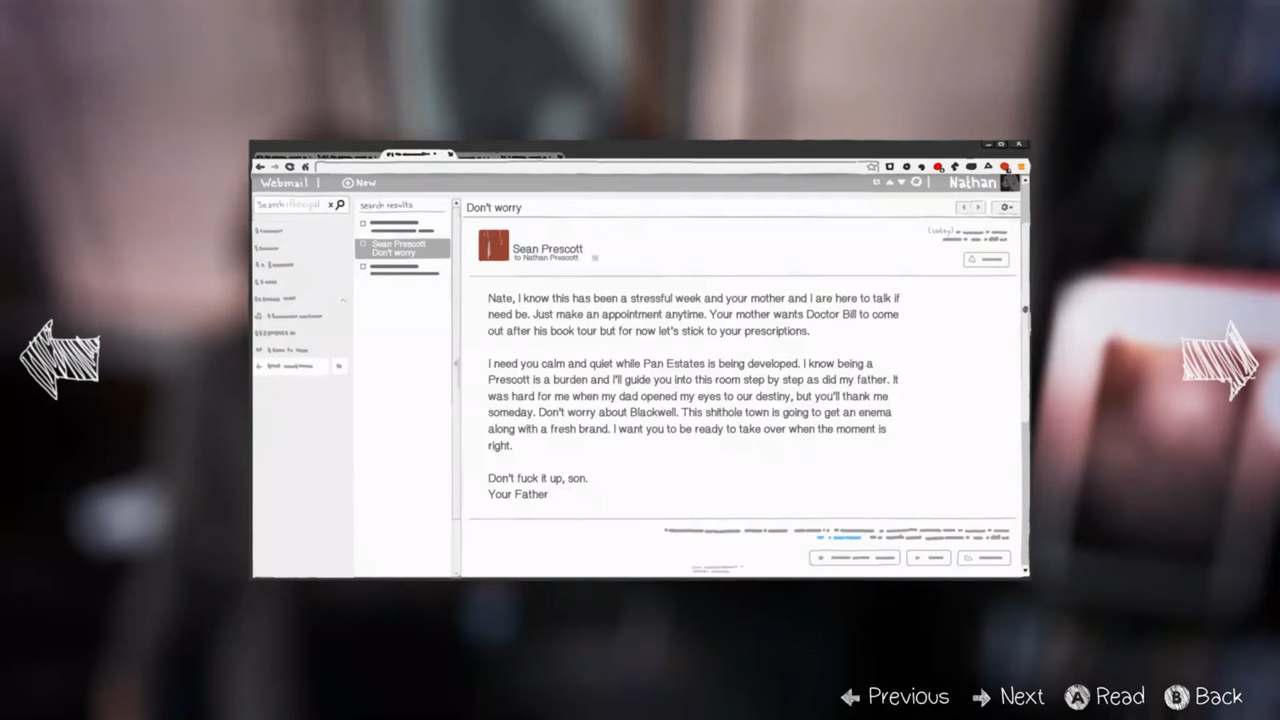 Webmail | New
Nathan
Search: Principal x
search results
Don't worry
Sean Prescott
Don't worry
Sean Prescott
to Nathan Prescott
(today)
Nate, I know this has been a stressful week and your mother and I are here to talk if
need be. Just make an appointment anytime. Your mother wants Doctor Bill to come
out after his book tour but for now let's stick to your prescriptions.
I need you calm and quiet while Pan Estates is being developed. I know being a
Prescott is a burden and I'll guide you into this room step by step as did my father. It
was hard for me when my dad opened my eyes to our destiny, but you'll thank me
someday. Don't worry about Blackwell. This shithole town is going to get an enema
along with a fresh brand. I want you to be ready to take over when the moment is
right.
Don't fuck it up, son.
Your Father
Previous Next A Read B Back